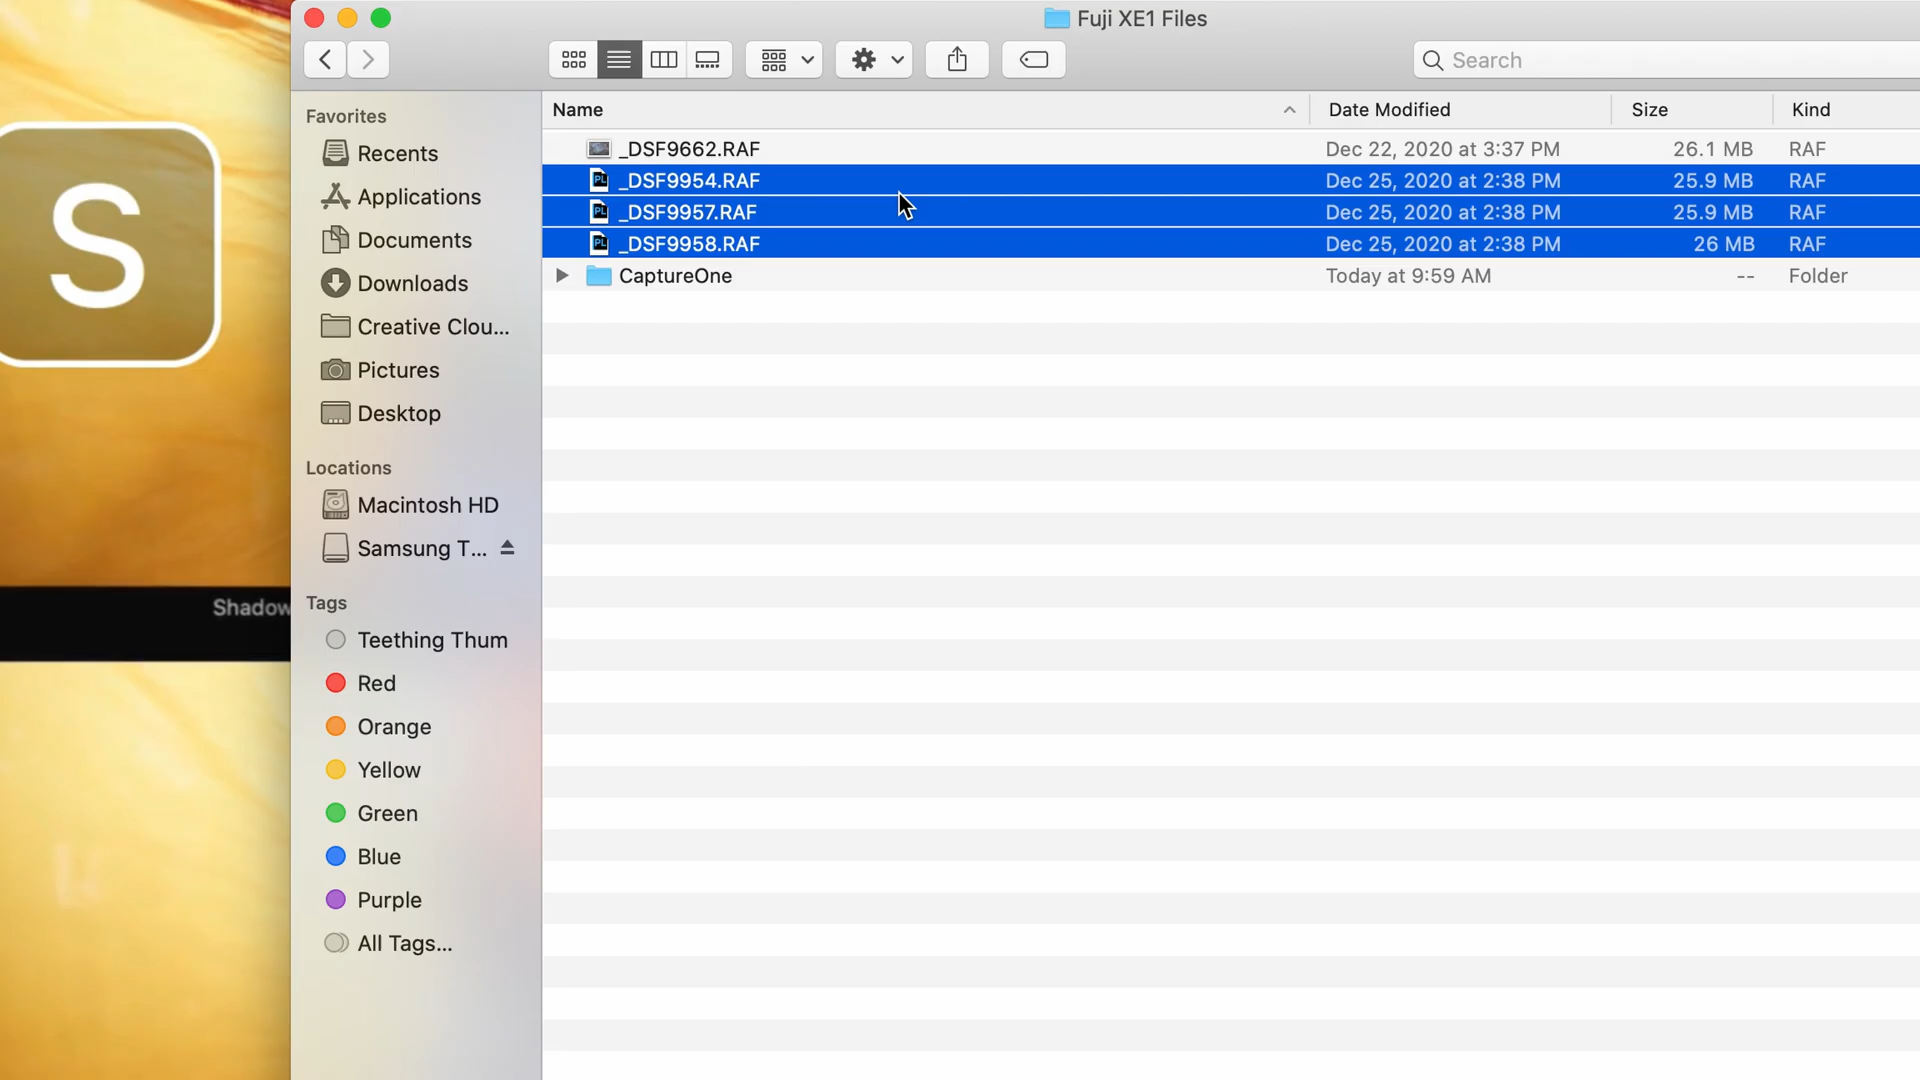 Fuji XE1 Files
Search
S
Shadow
Favorites
Recents
Applications
Documents
Downloads
Creative Clou...
Pictures
Desktop
Locations
Macintosh HD
Samsung T...
Tags
Teething Thum
Red
Orange
Yellow
Green
Blue
Purple
All Tags...
Name Date Modified Size Kind
_DSF9662.RAF Dec 22, 2020 at 3:37 PM 26.1 MB RAF
PL _DSF9954.RAF Dec 25, 2020 at 2:38 PM 25.9 MB RAF
PL _DSF9957.RAF Dec 25, 2020 at 2:38 PM 25.9 MB RAF
PL _DSF9958.RAF Dec 25, 2020 at 2:38 PM 26 MB RAF
CaptureOne Today at 9:59 AM -- Folder